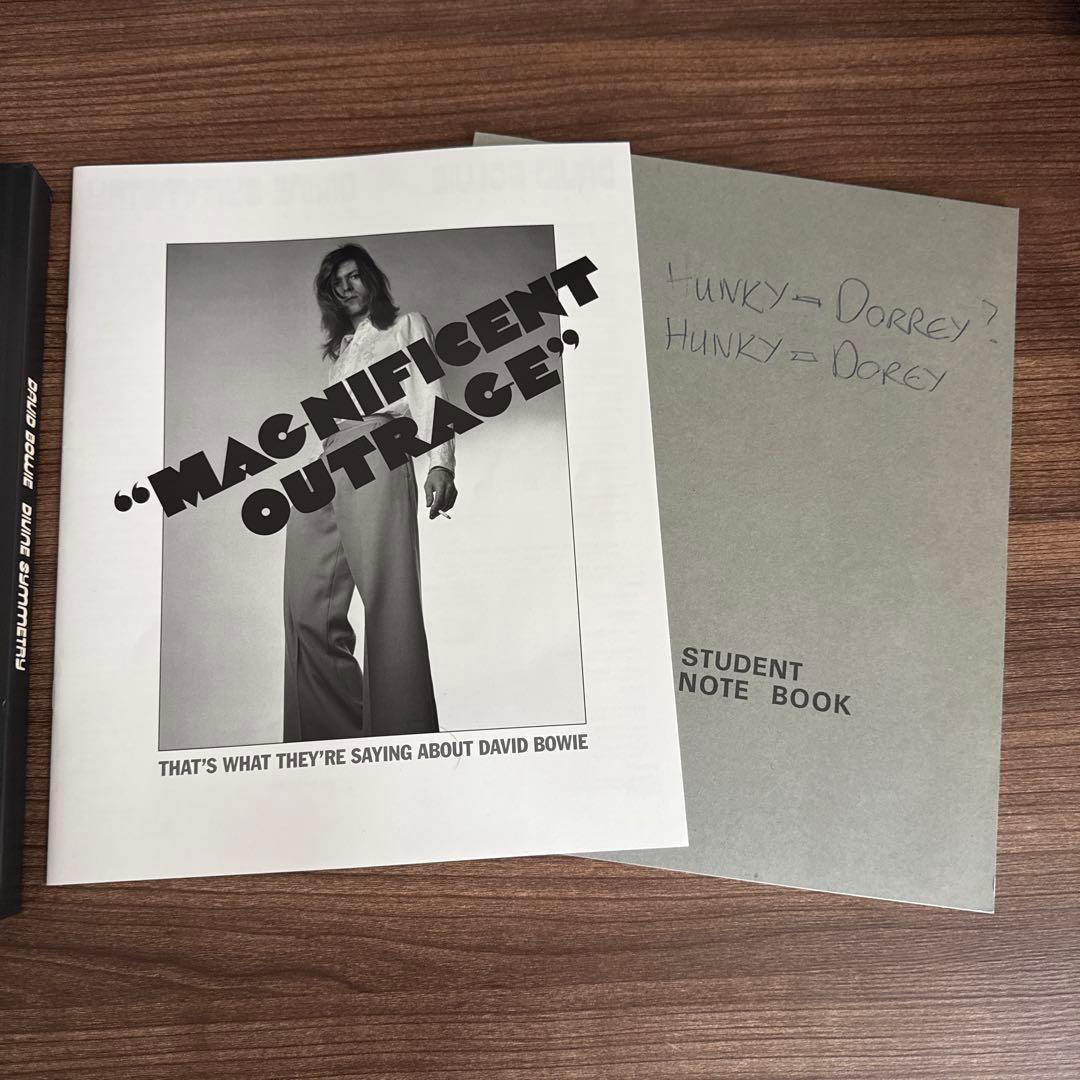 DAVID BOWIE DIVINE SYMMETRY
“MAGNIFICENT
OUTRAGE”
THAT'S WHAT THEY'RE SAYING ABOUT DAVID BOWIE
HUNKY = DORREY?
HUNKY = DOREY
STUDENT
NOTE BOOK